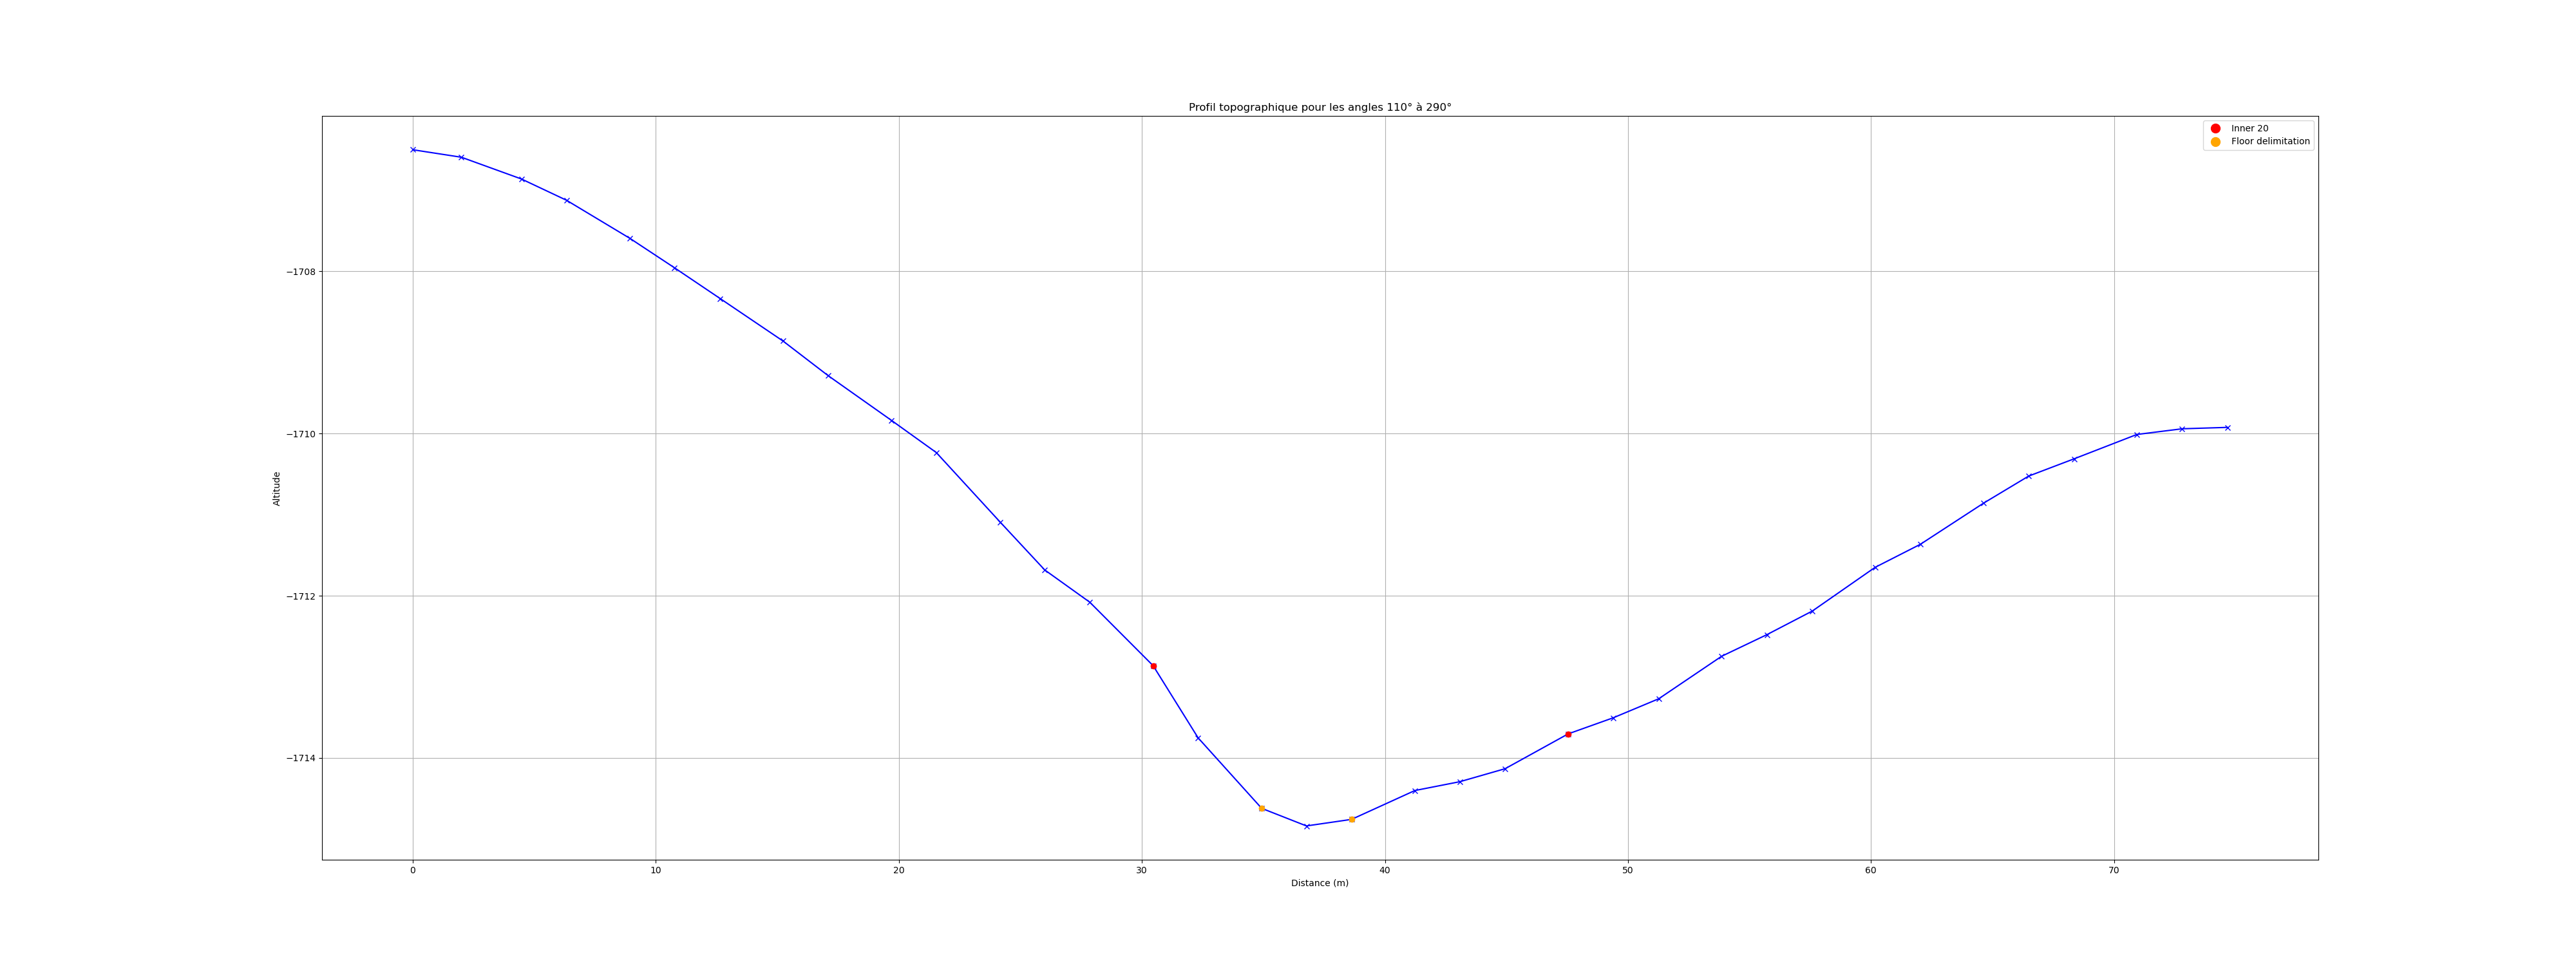 Profil topographique pour les angles 110° à 290°
Inner 20
Floor delimitation
Altitude
−1708
−1710
−1712
−1714
0 10 20 30 40 50 60 70
Distance (m)